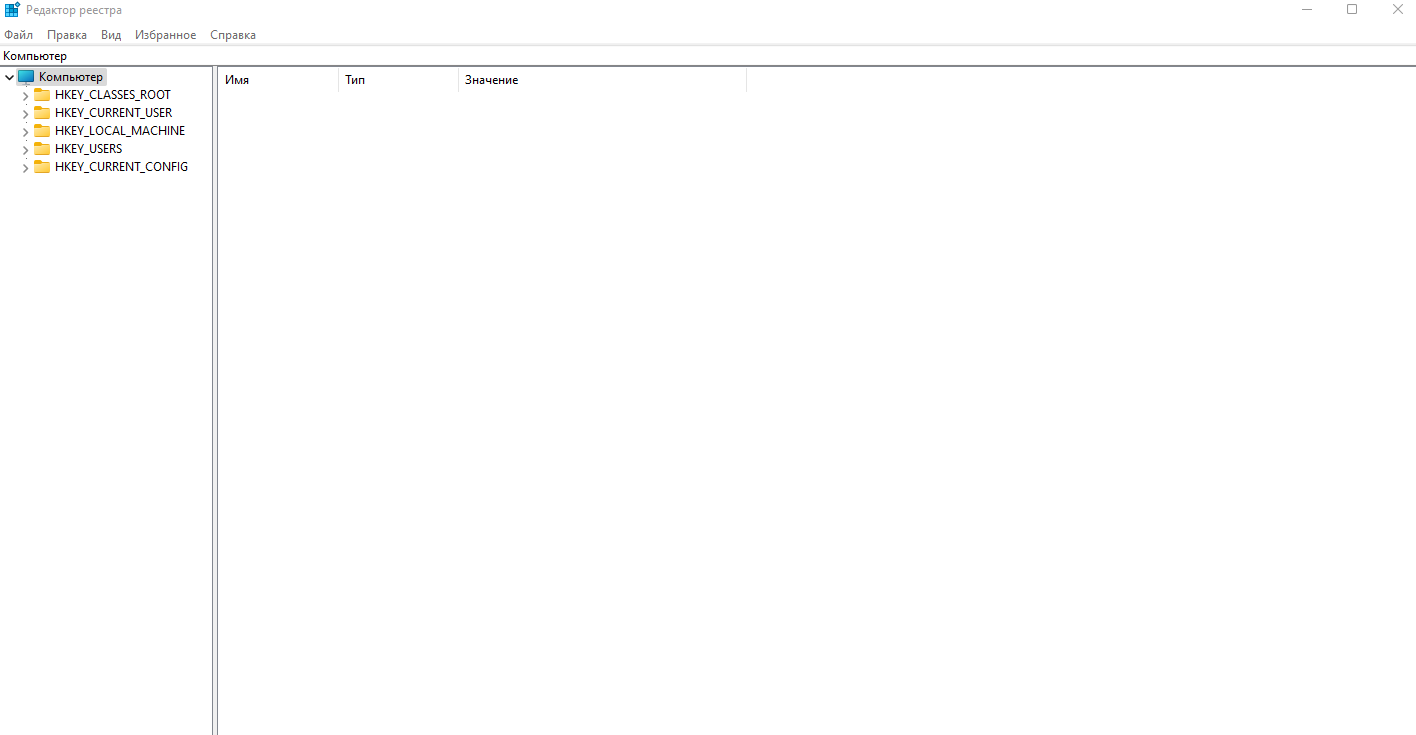 Редактор реестра
Файл Правка Вид Избранное Справка
Компьютер
Компьютер
HKEY_CLASSES_ROOT
HKEY_CURRENT_USER
HKEY_LOCAL_MACHINE
HKEY_USERS
HKEY_CURRENT_CONFIG
Имя Тип Значение